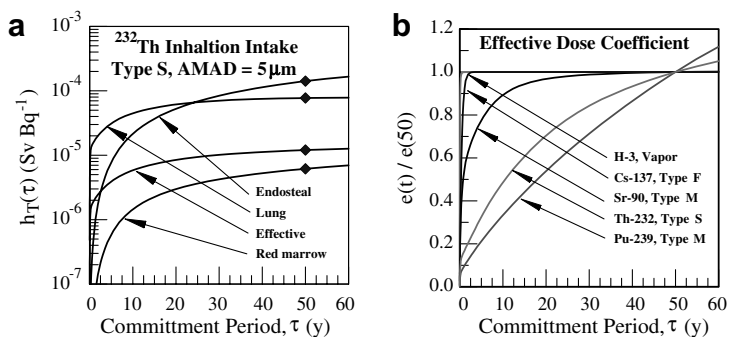 a
232Th Inhaltion Intake
Type S, AMAD = 5μm
10-3
10-4
10-5
10-6
10-7
hT(τ) (Sv Bq-1)
Endosteal
Lung
Effective
Red marrow
0 10 20 30 40 50 60
Committment Period, τ (y)
b
Effective Dose Coefficient
1.2
1.0
0.8
0.6
0.4
0.2
0.0
e(t) / e(50)
H-3, Vapor
Cs-137, Type F
Sr-90, Type M
Th-232, Type S
Pu-239, Type M
0 10 20 30 40 50 60
Committment Period, τ (y)